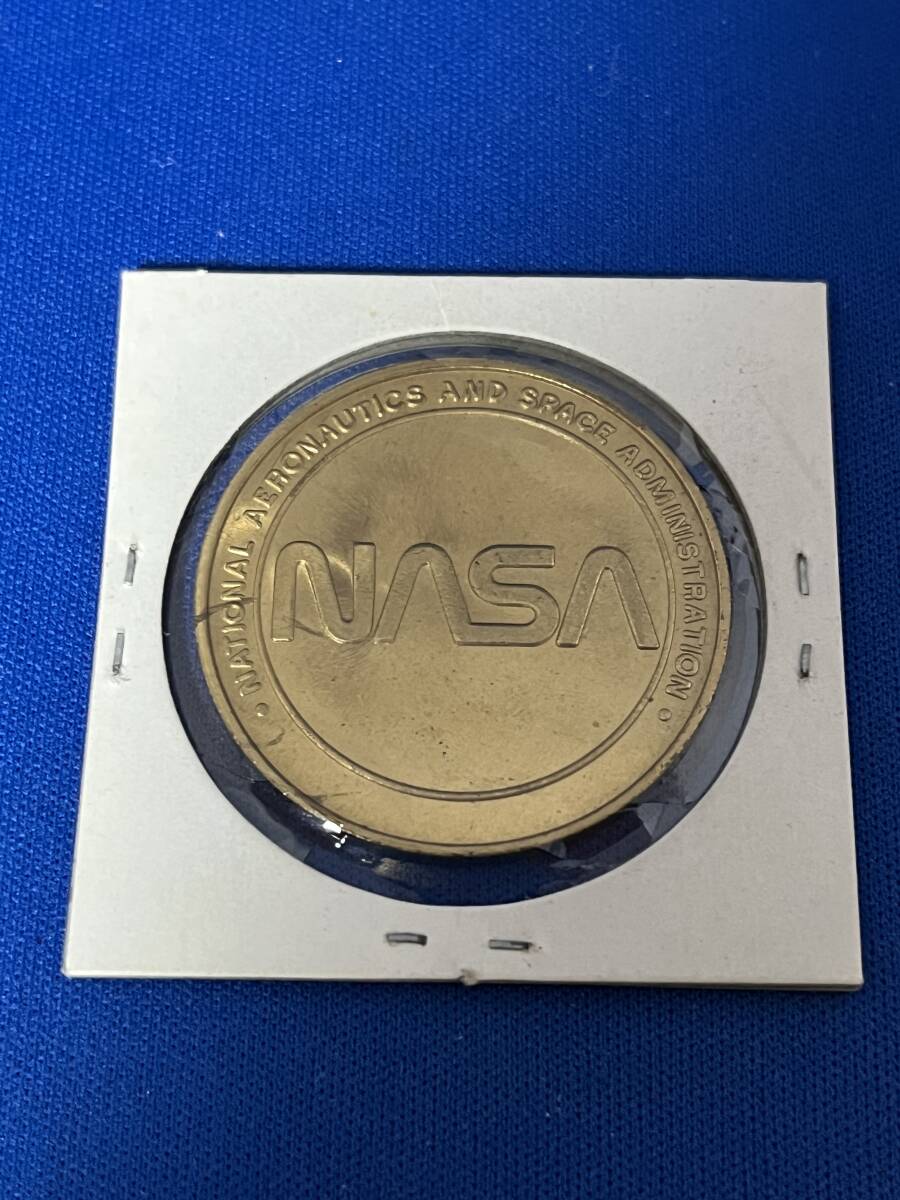 • NATIONAL AERONAUTICS AND SPACE ADMINISTRATION •
NASA